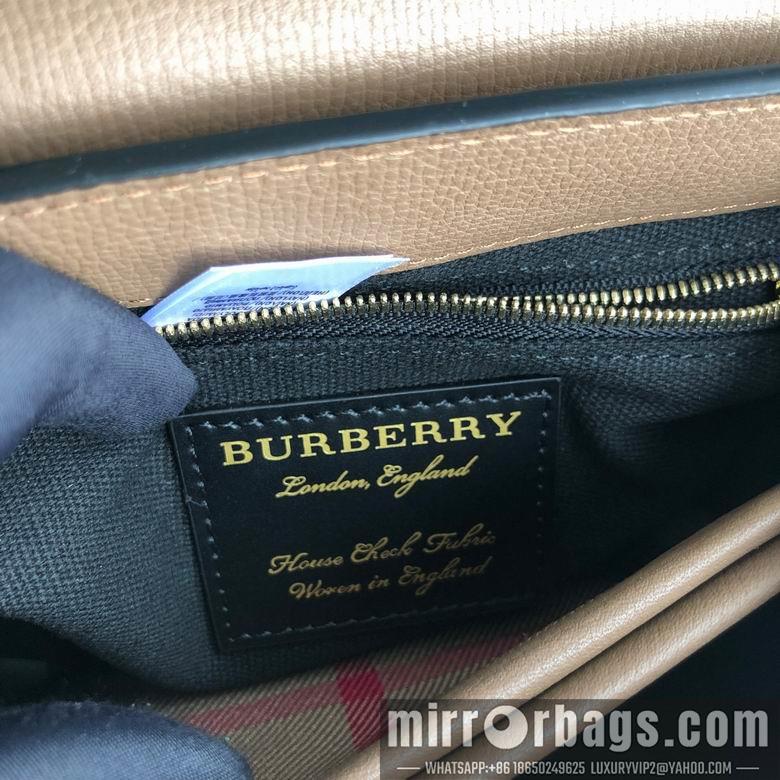 BURBERRY
London, England
House Check Fabric
Woven in England
mirrorbags.com
WHATSAPP:+86 18650249625 LUXURYVIP2@YAHOO.COM